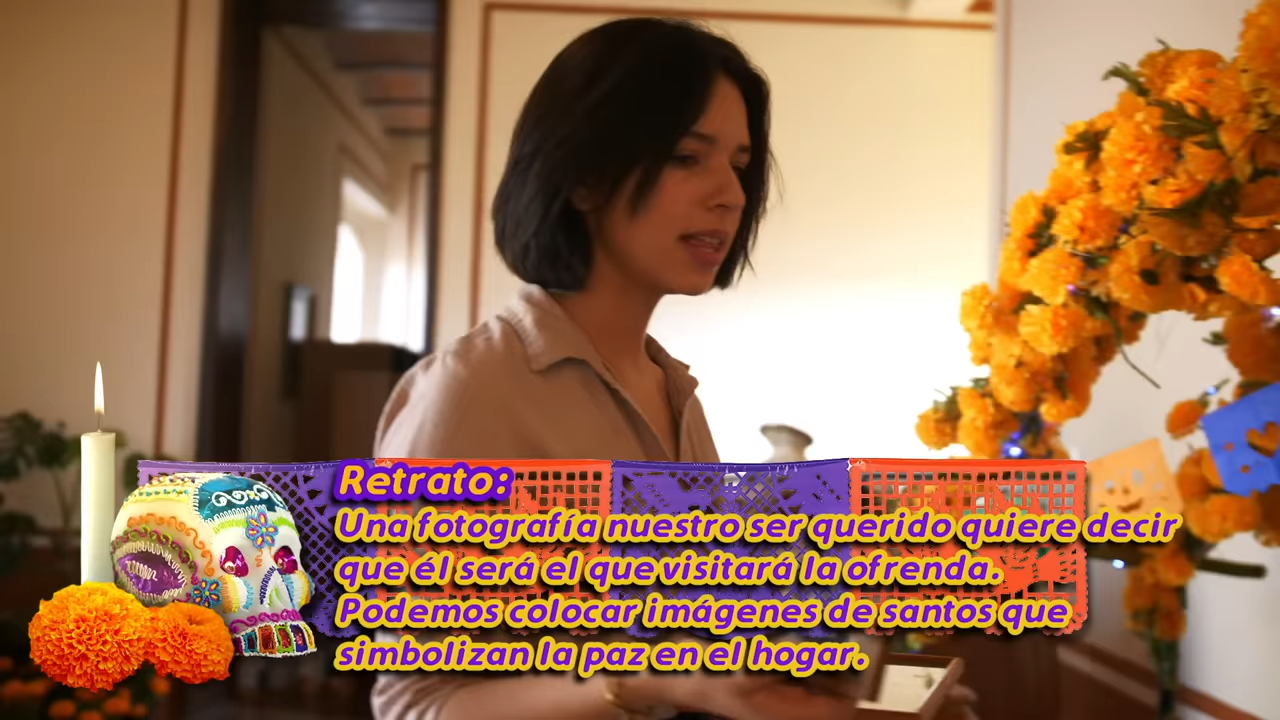 Retrato:
Una fotografía nuestro ser querido quiere decir
que él será el que visitará la ofrenda.
Podemos colocar imágenes de santos que
simbolizan la paz en el hogar.